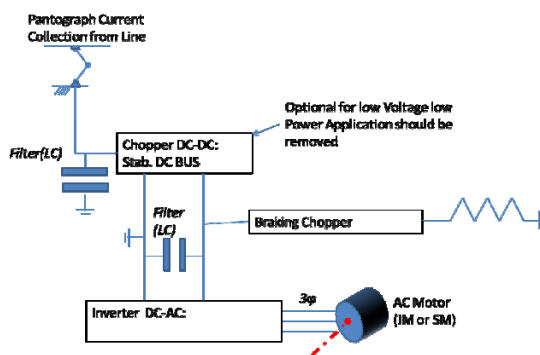 Pantograph Current
Collection from Line
Optional for low Voltage low
Power Application should be
removed
Chopper DC-DC:
Stab. DC BUS
Filter(LC)
Filter
(LC)
Braking Chopper
3φ
AC Motor
(IM or SM)
Inverter DC-AC: